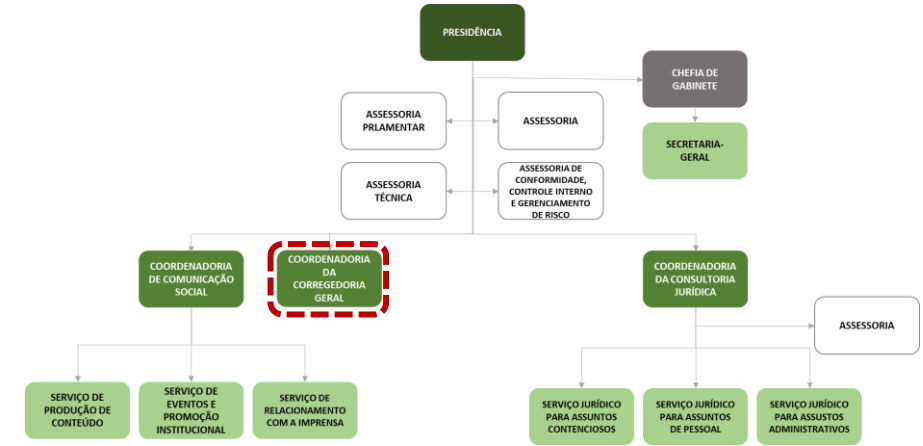 PRESIDÊNCIA
CHEFIA DE
GABINETE
ASSESSORIA
PRLAMENTAR
ASSESSORIA
SECRETARIA-
GERAL
ASSESSORIA
TÉCNICA
ASSESSORIA DE
CONFORMIDADE,
CONTROLE INTERNO
E GERENCIAMENTO
DE RISCO
COORDENADORIA
DE COMUNICAÇÃO
SOCIAL
COORDENADORIA
DA
CORREGEDORIA
GERAL
COORDENADORIA
DA CONSULTORIA
JURÍDICA
ASSESSORIA
SERVIÇO DE
PRODUÇÃO DE
CONTEÚDO
SERVIÇO DE
EVENTOS E
PROMOÇÃO
INSTITUCIONAL
SERVIÇO DE
RELACIONAMENTO
COM A IMPRENSA
SERVIÇO JURÍDICO
PARA ASSUNTOS
CONTENCIOSOS
SERVIÇO JURÍDICO
PARA ASSUNTOS
DE PESSOAL
SERVIÇO JURÍDICO
PARA ASSUSTOS
ADMINISTRATIVOS